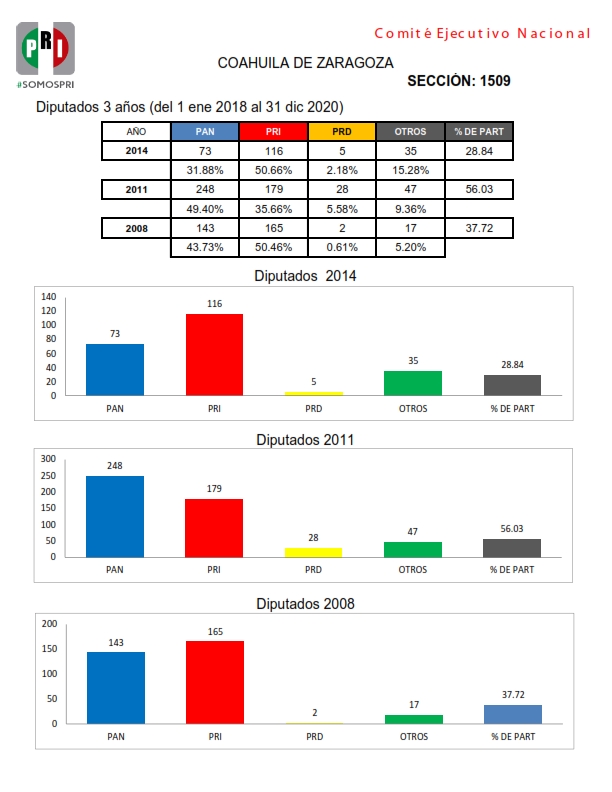 PRI
#SOMOSPRI
Comité Ejecutivo Nacional
COAHUILA DE ZARAGOZA
SECCIÓN: 1509
Diputados 3 años (del 1 ene 2018 al 31 dic 2020)
AÑO PAN PRI PRD OTROS % DE PART
2014 73 116 5 35 28.84
31.88% 50.66% 2.18% 15.28%
2011 248 179 28 47 56.03
49.40% 35.66% 5.58% 9.36%
2008 143 165 2 17 37.72
43.73% 50.46% 0.61% 5.20%
Diputados  2014
140
120
100
80
60
40
20
0
73 116 5 35 28.84
PAN PRI PRD OTROS % DE PART
Diputados 2011
300
250
200
150
100
50
0
248 179 28 47 56.03
PAN PRI PRD OTROS % DE PART
Diputados 2008
200
150
100
50
0
143 165 2 17 37.72
PAN PRI PRD OTROS % DE PART